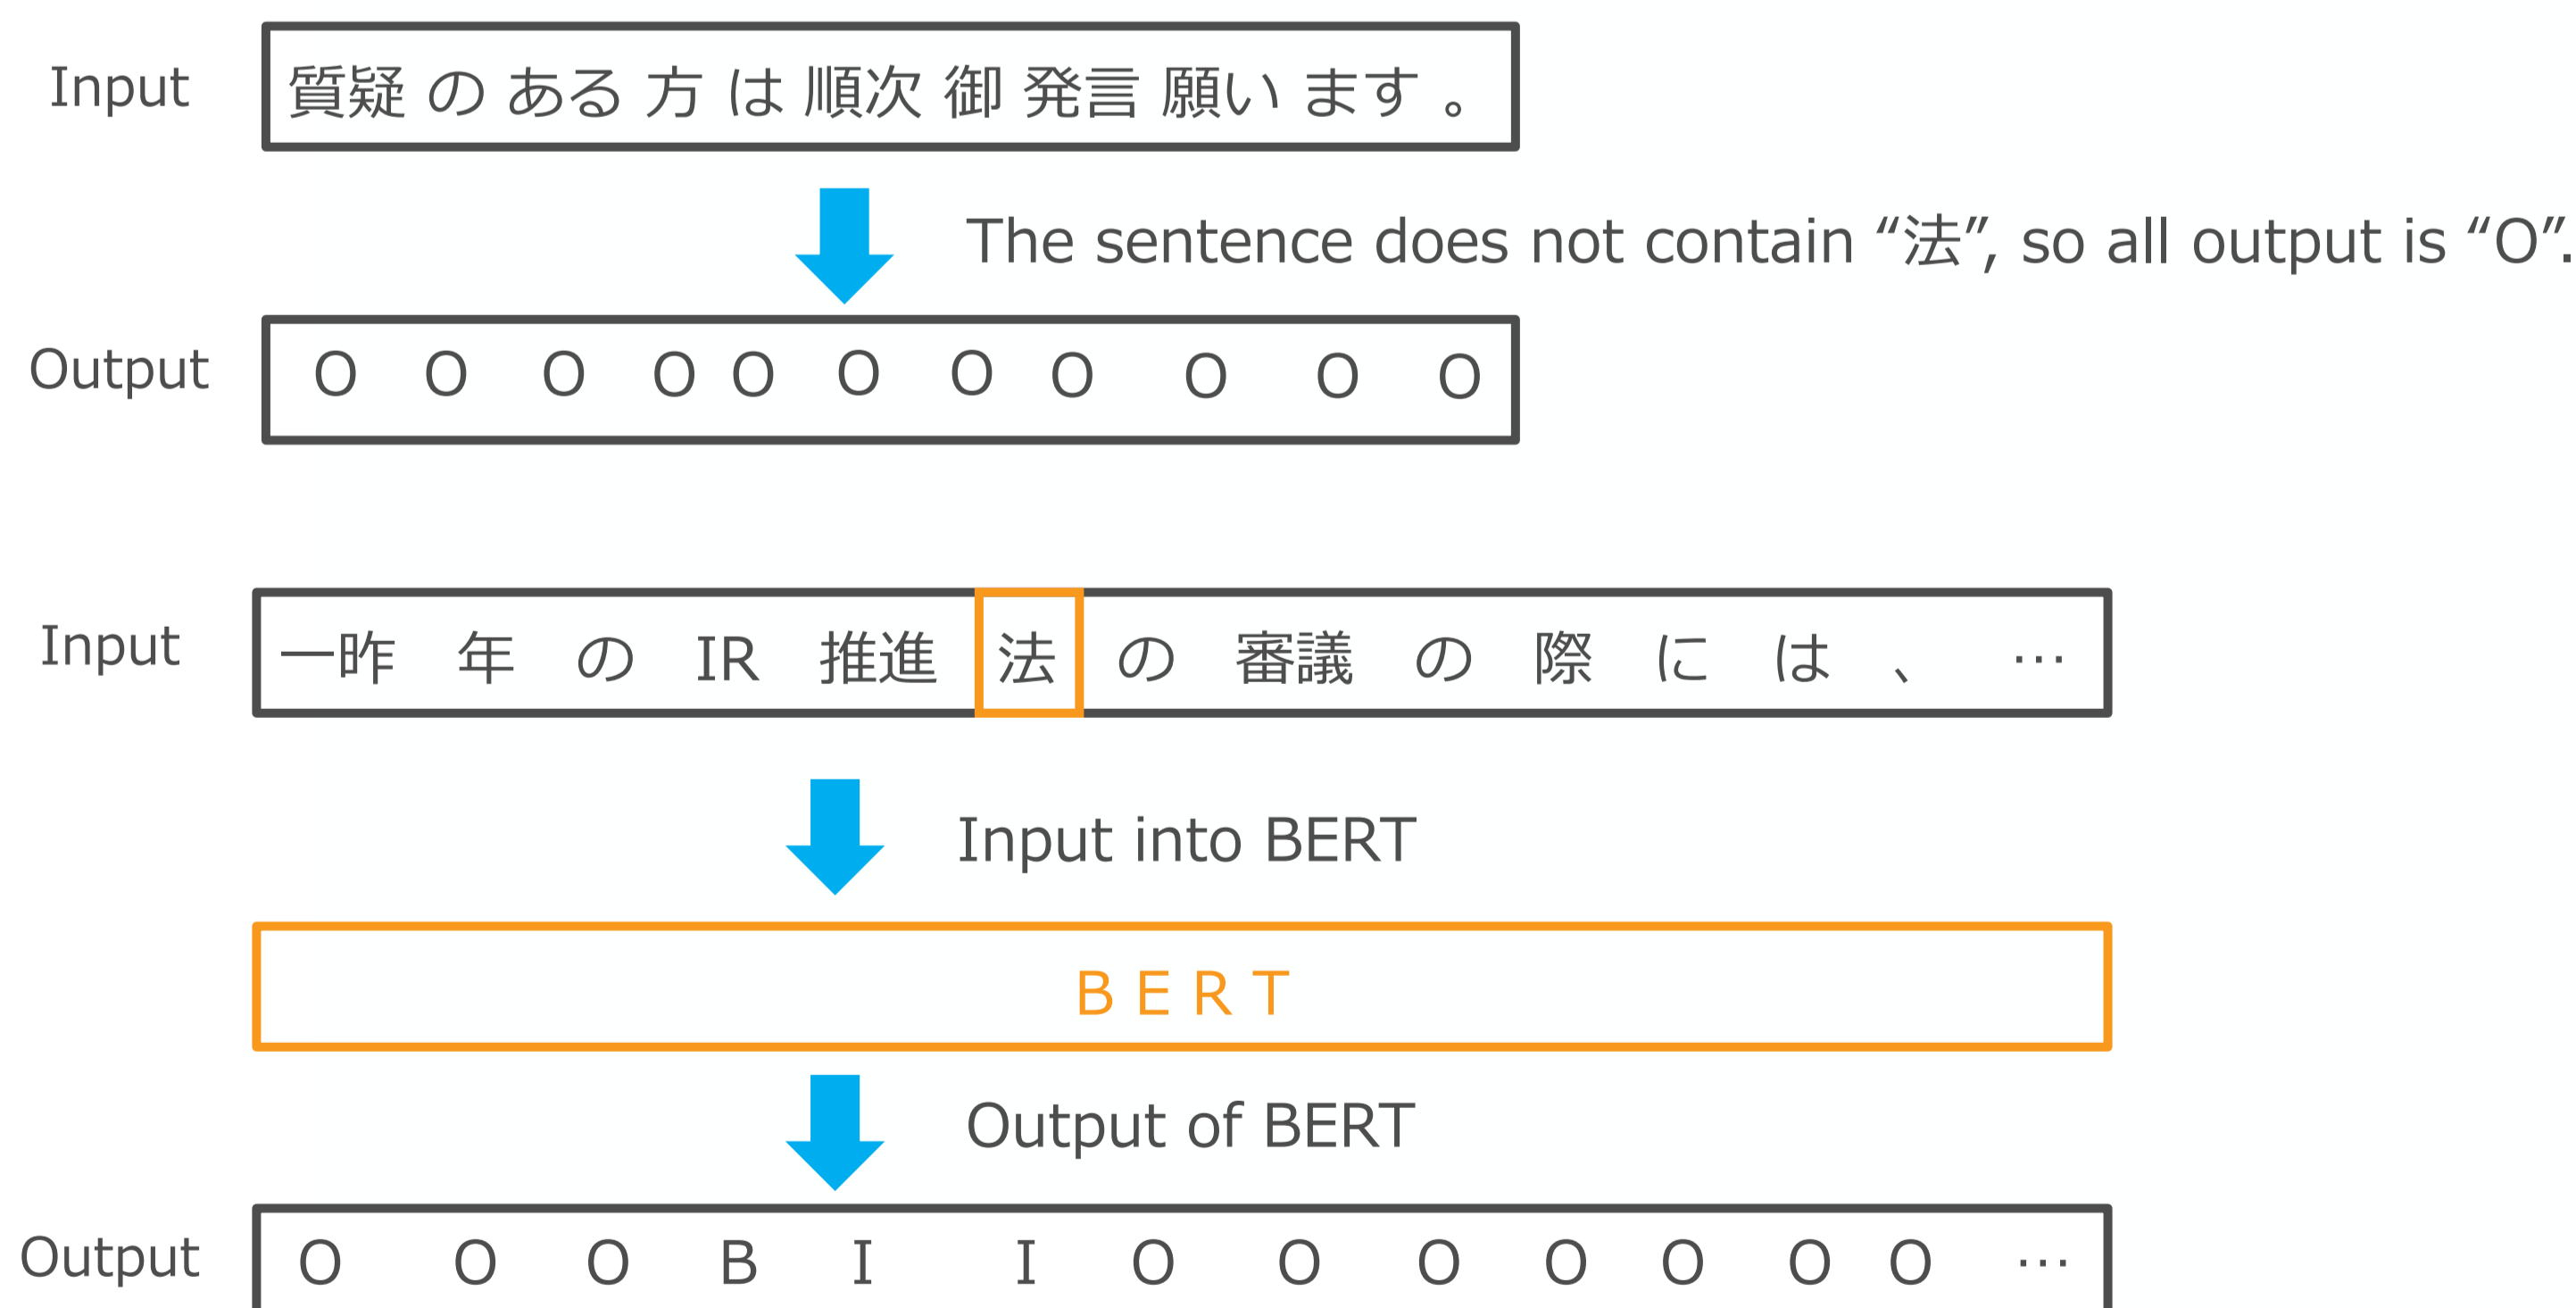 Input 質疑 の ある 方 は 順次 御 発言 願い ます 。
The sentence does not contain “法”, so all output is “O”.
Output O O O O O O O O O O O
Input 一昨 年 の IR 推進 法 の 審議 の 際 に は 、 …
Input into BERT
BERT
Output of BERT
Output O O O B I I O O O O O O O …